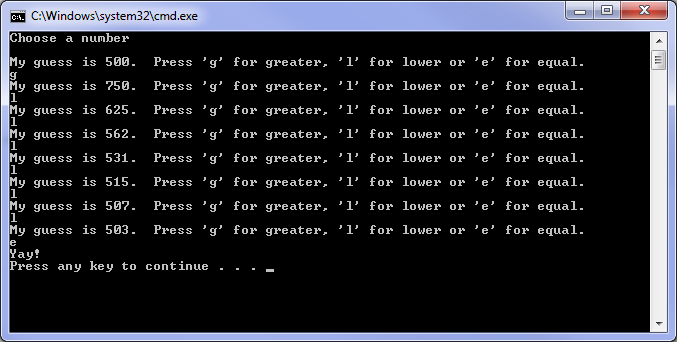 C:\Windows\system32\cmd.exe
Choose a number
My guess is 500.  Press 'g' for greater, 'l' for lower or 'e' for equal.
g
My guess is 750.  Press 'g' for greater, 'l' for lower or 'e' for equal.
l
My guess is 625.  Press 'g' for greater, 'l' for lower or 'e' for equal.
l
My guess is 562.  Press 'g' for greater, 'l' for lower or 'e' for equal.
l
My guess is 531.  Press 'g' for greater, 'l' for lower or 'e' for equal.
l
My guess is 515.  Press 'g' for greater, 'l' for lower or 'e' for equal.
l
My guess is 507.  Press 'g' for greater, 'l' for lower or 'e' for equal.
l
My guess is 503.  Press 'g' for greater, 'l' for lower or 'e' for equal.
e
Yay!
Press any key to continue . . . _